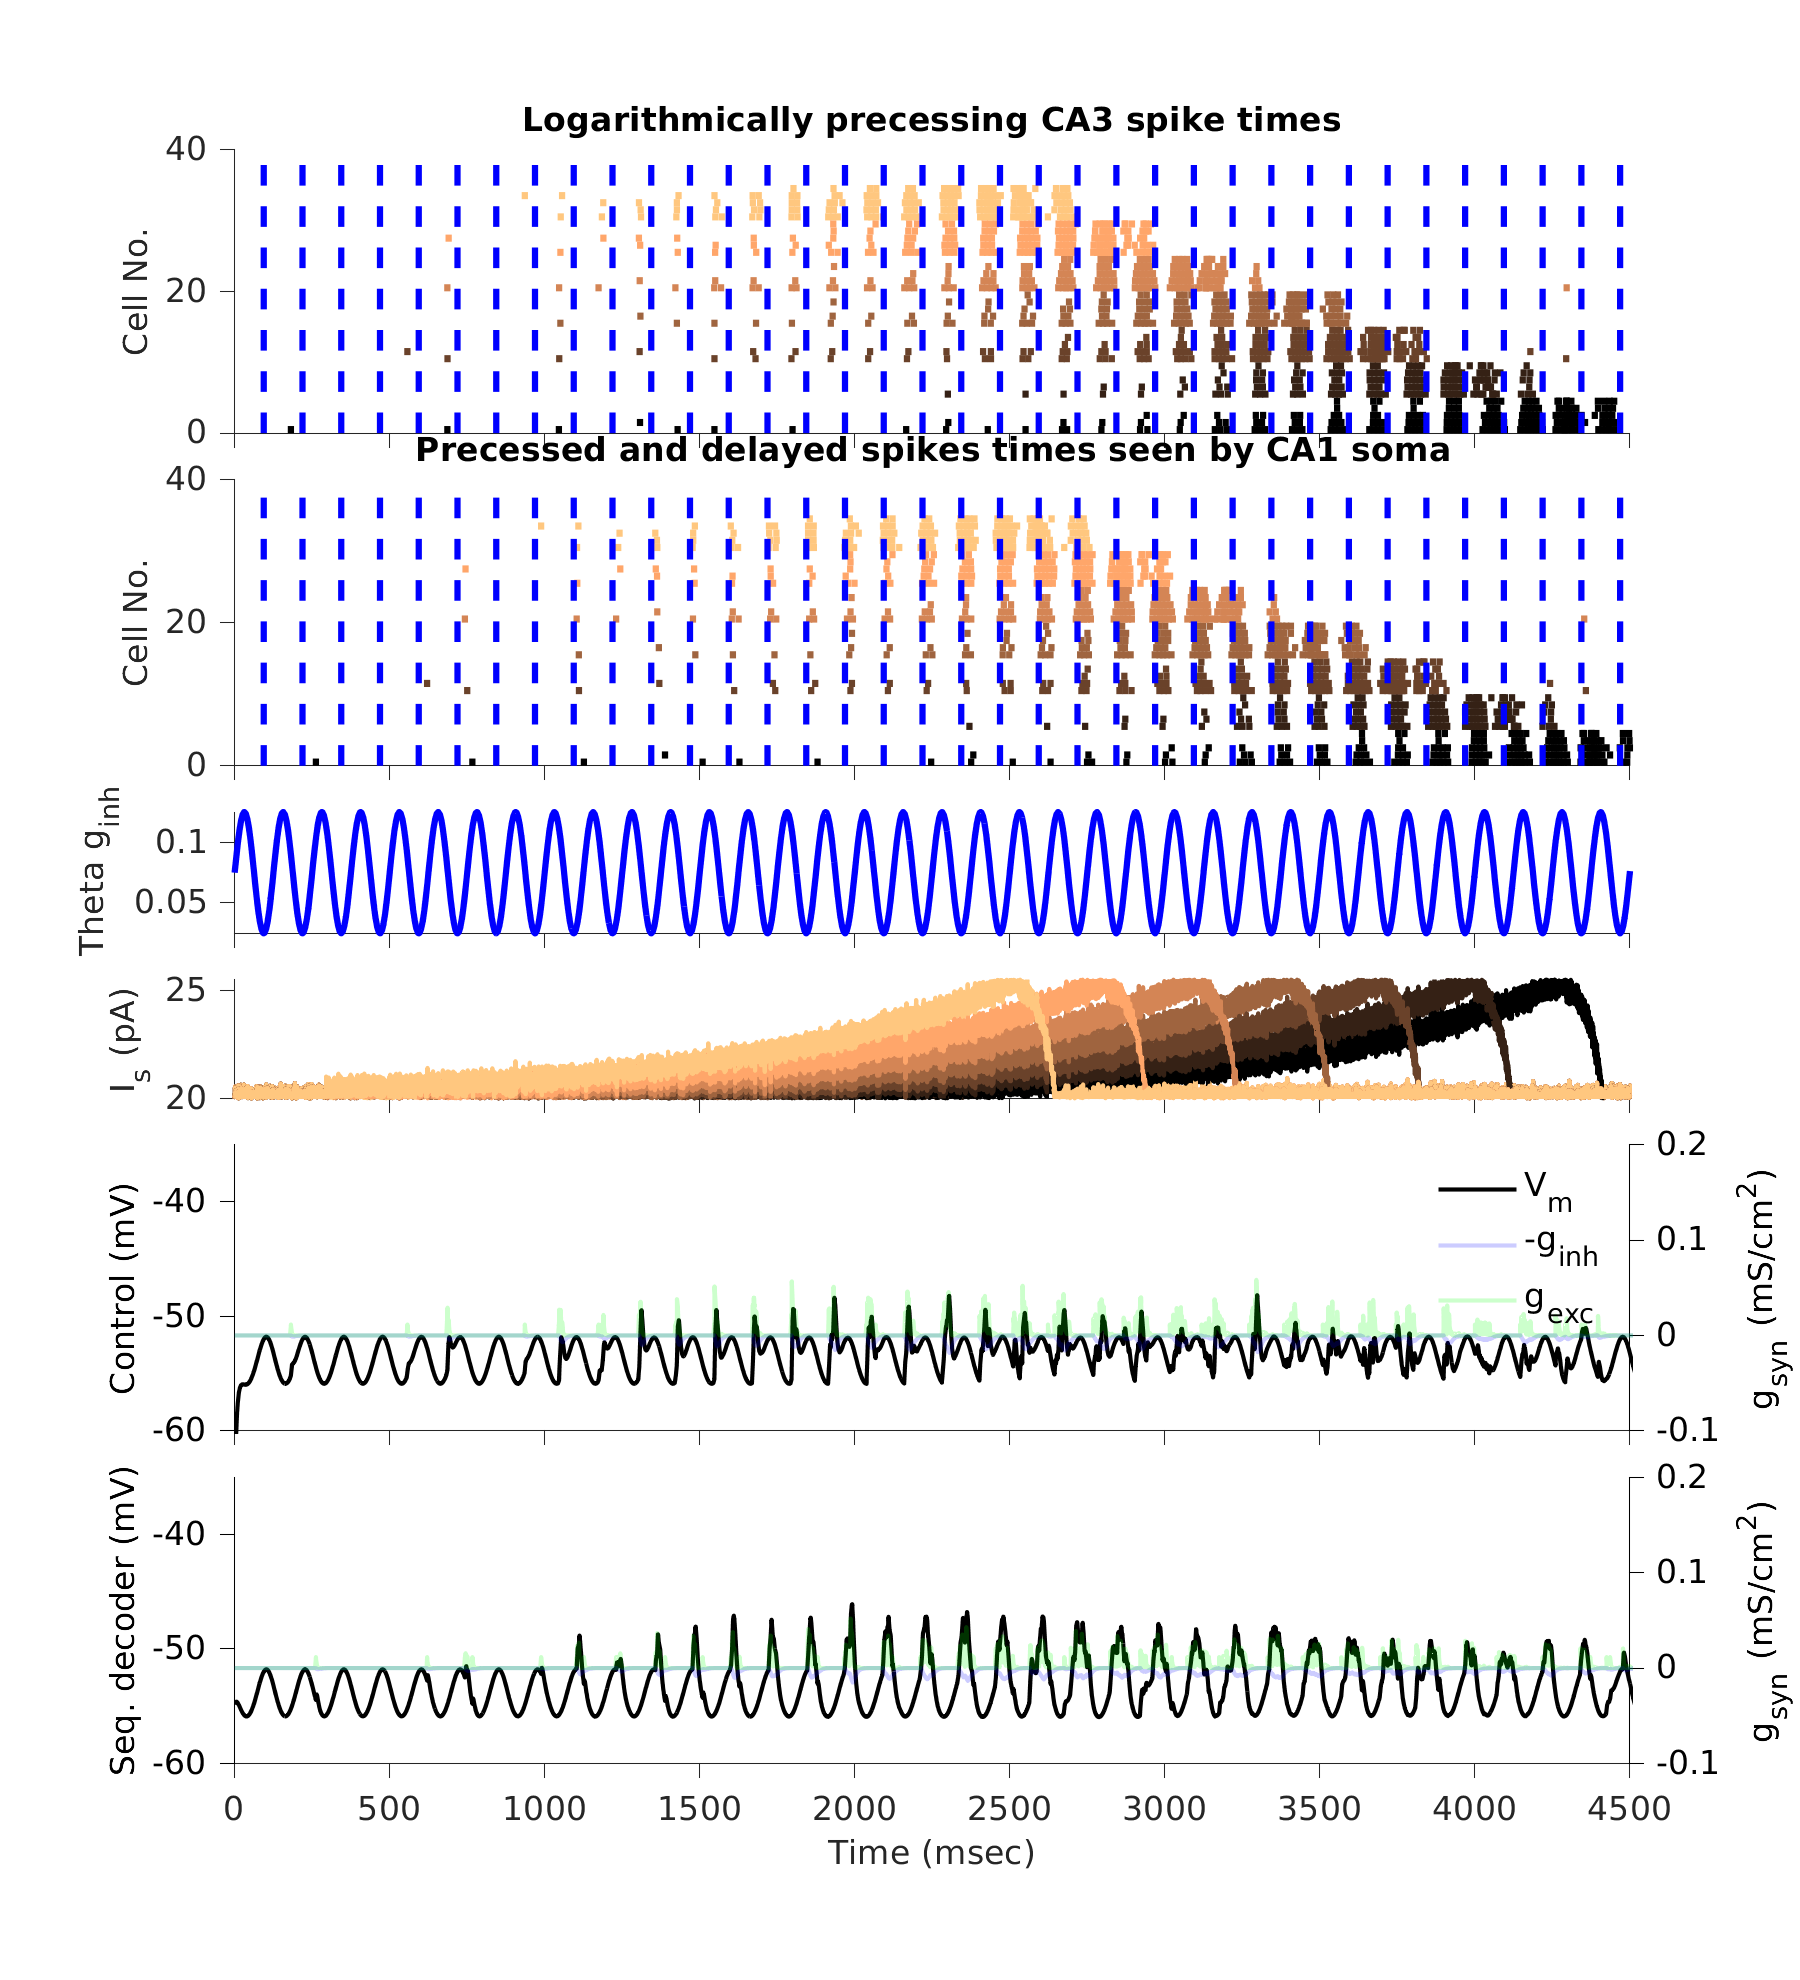 Logarithmically precessing CA3 spike times
40
20
0
Cell No.
Precessed and delayed spikes times seen by CA1 soma
40
20
0
Cell No.
0.1
0.05
Theta g_inh
25
20
I_s (pA)
-40
-50
-60
Control (mV)
V_m
-g_inh
g_exc
0.2
0.1
0
-0.1
g_syn (mS/cm^2)
-40
-50
-60
Seq. decoder (mV)
0.2
0.1
0
-0.1
g_syn (mS/cm^2)
0 500 1000 1500 2000 2500 3000 3500 4000 4500
Time (msec)